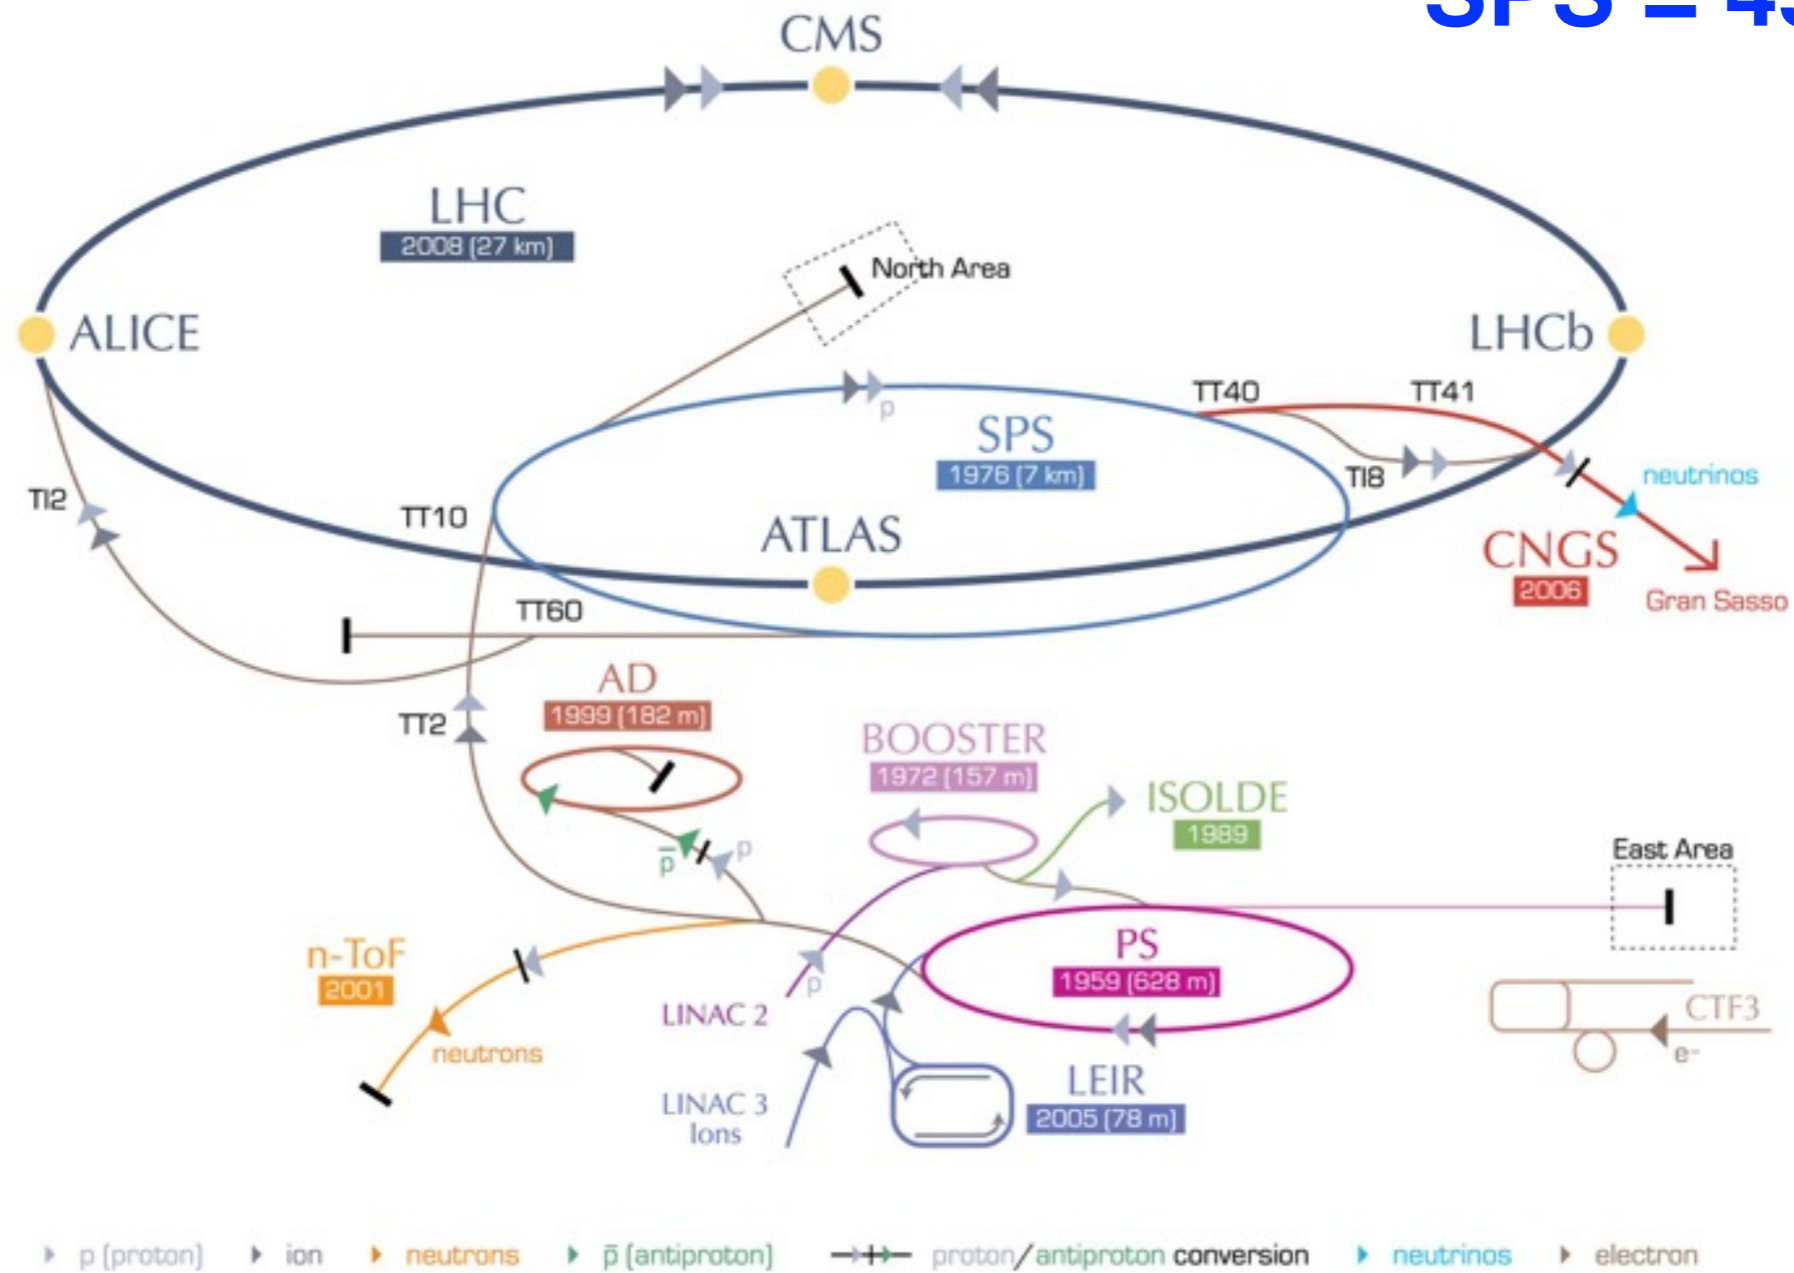 SPS = 45
CMS
LHC
2008 (27 km)
North Area
ALICE
LHCb
p
TT40
TT41
SPS
1976 (7 km)
TI8
neutrinos
TI2
TT10
ATLAS
CNGS
2006
Gran Sasso
TT60
AD
1999 (182 m)
TT2
BOOSTER
1972 (157 m)
ISOLDE
1989
East Area
p̅
p
n-ToF
2001
PS
1959 (628 m)
p
LINAC 2
neutrons
CTF3
e-
LINAC 3
Ions
LEIR
2005 (78 m)
p (proton) ion neutrons p̅ (antiproton) proton/antiproton conversion neutrinos electron